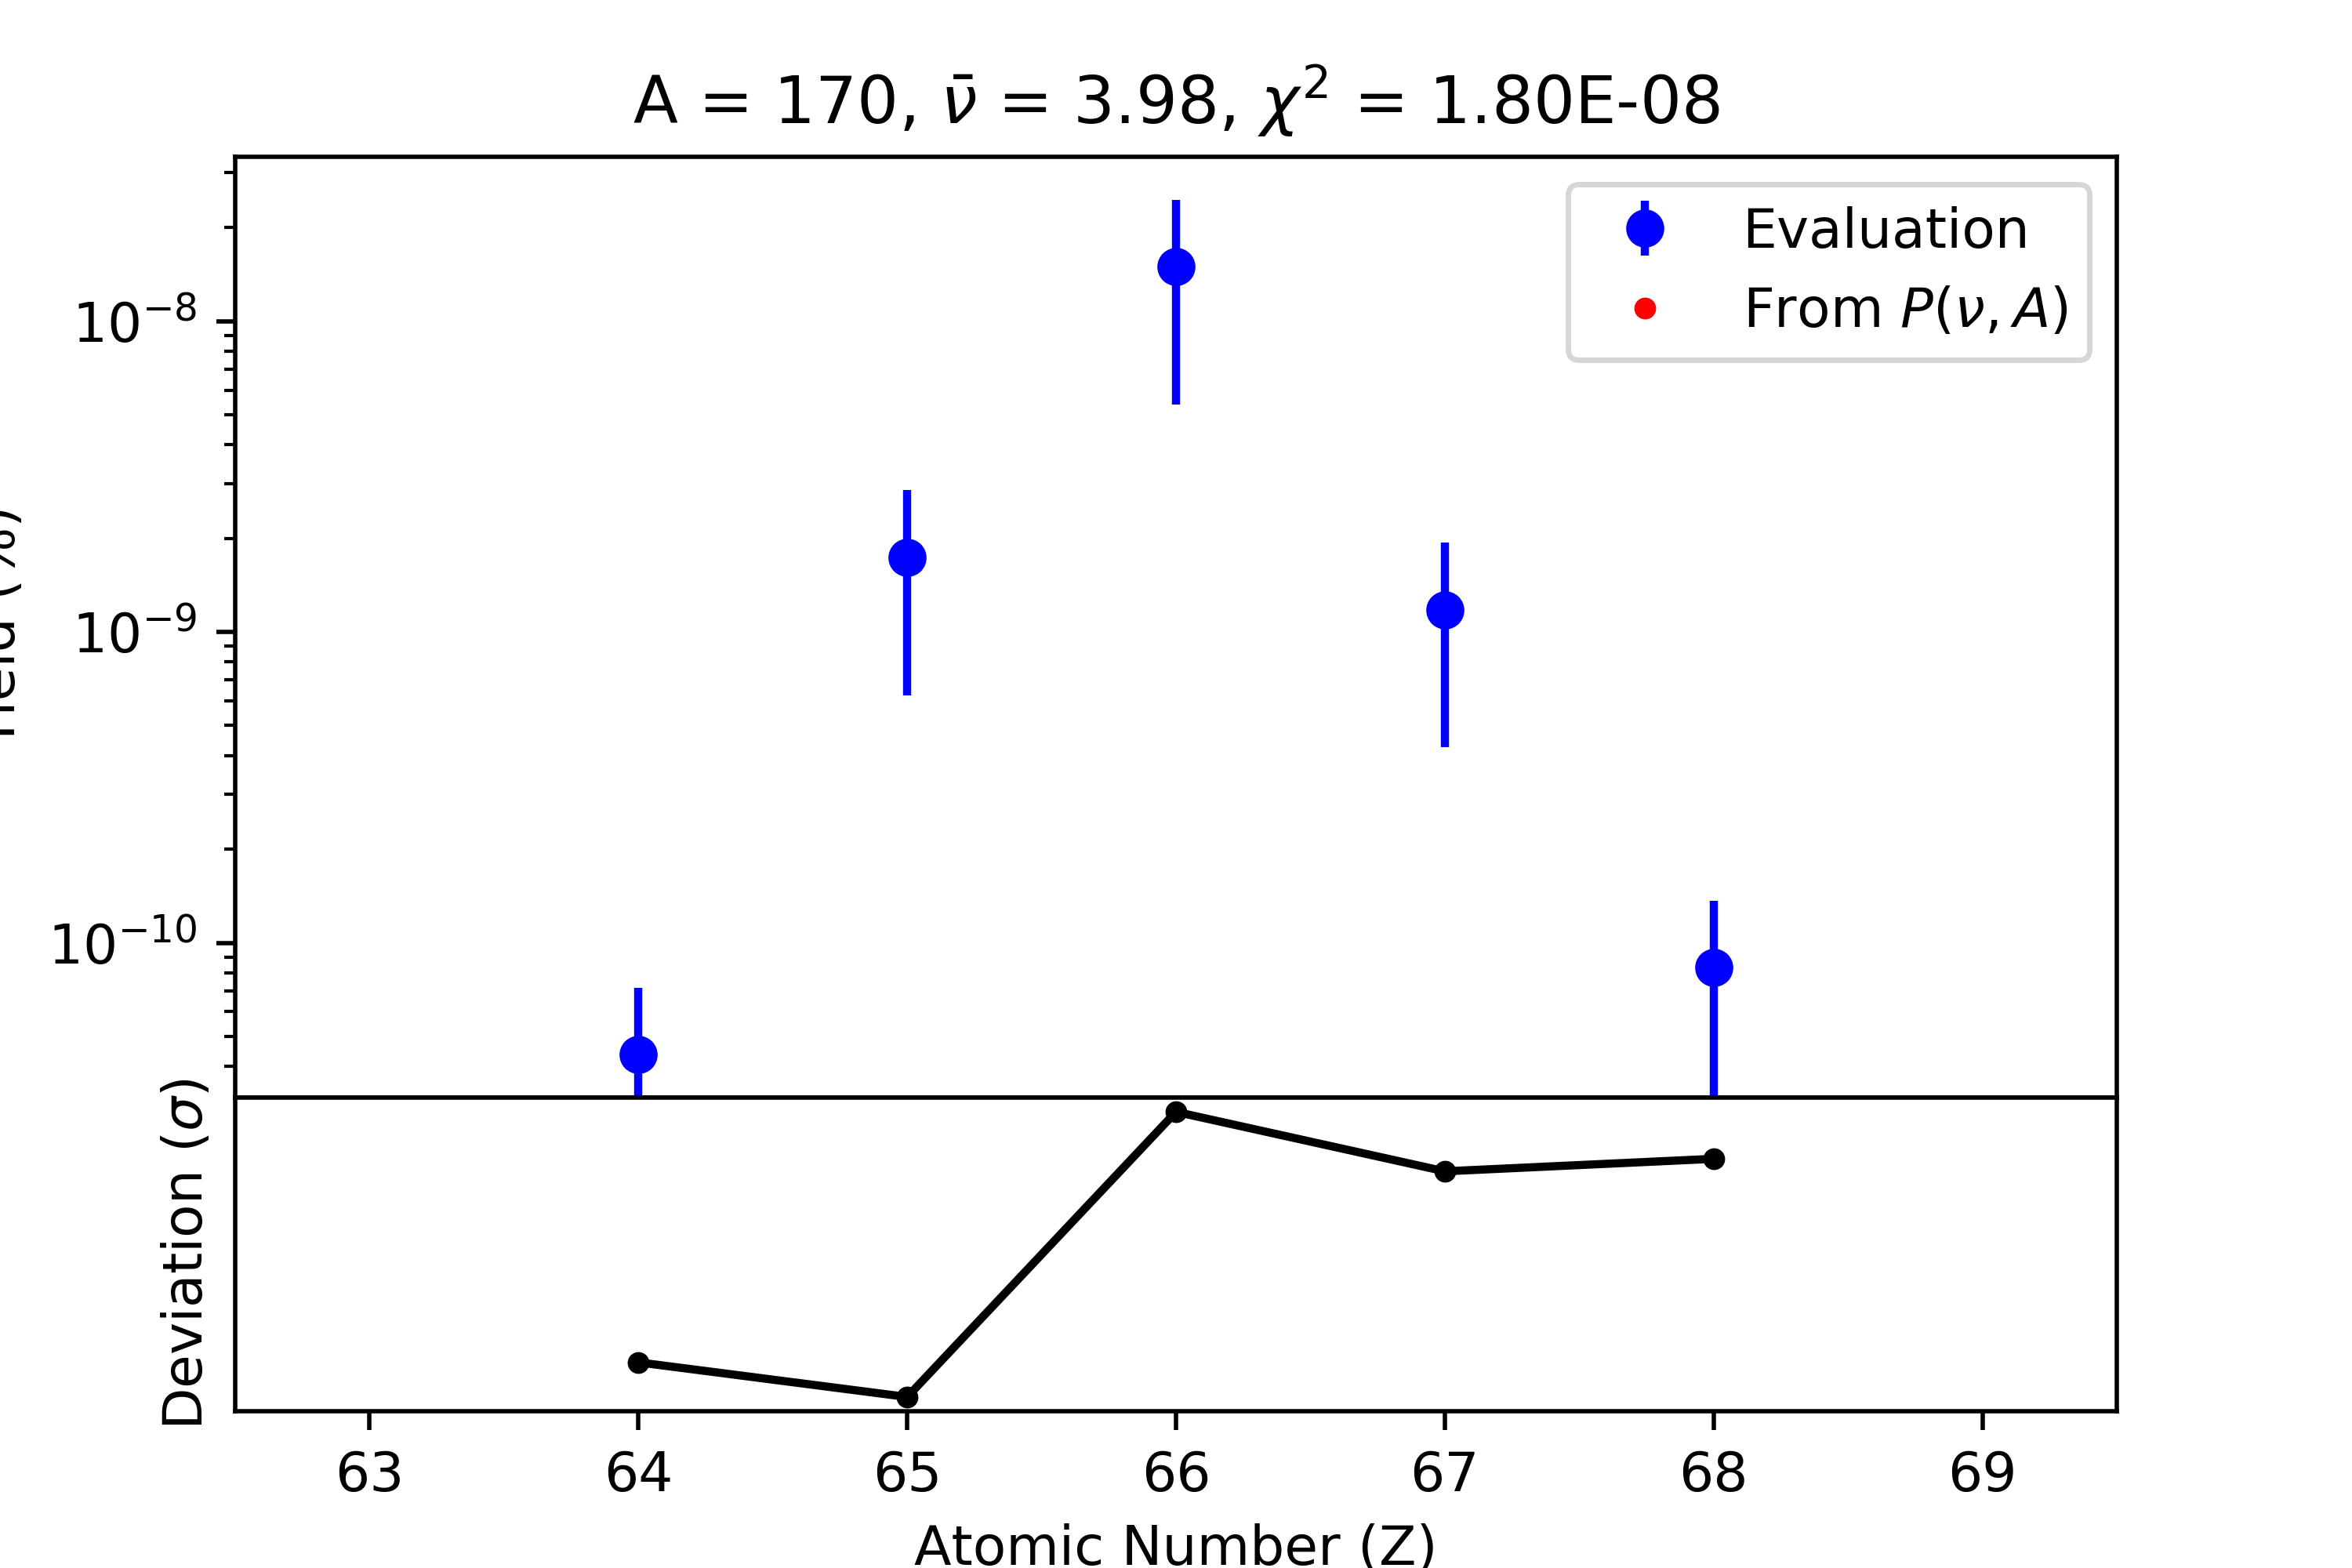 A = 170, ν̄ = 3.98, χ² = 1.80E-08
Evaluation
From P(ν, A)
10⁻⁸
10⁻⁹
10⁻¹⁰
(%)
Deviation (σ)
63 64 65 66 67 68 69
Atomic Number (Z)